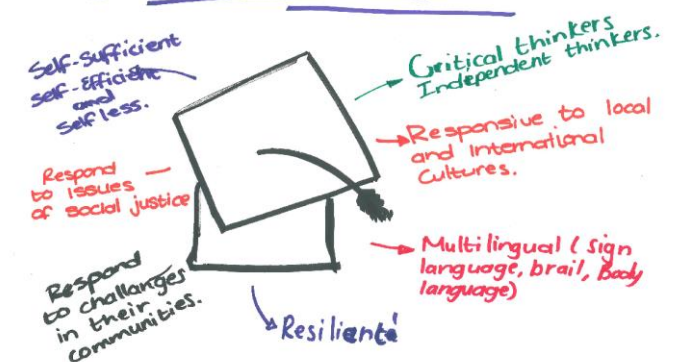 Self-Sufficient
Self-Efficient
and
Selfless.
Critical thinkers
Independent thinkers.
Responsive to local
and International
Cultures.
Respond
to issues
of social justice
Multilingual ( sign
language, brail, Body
language)
Respond
to challanges
in their
communities.
Resiliante